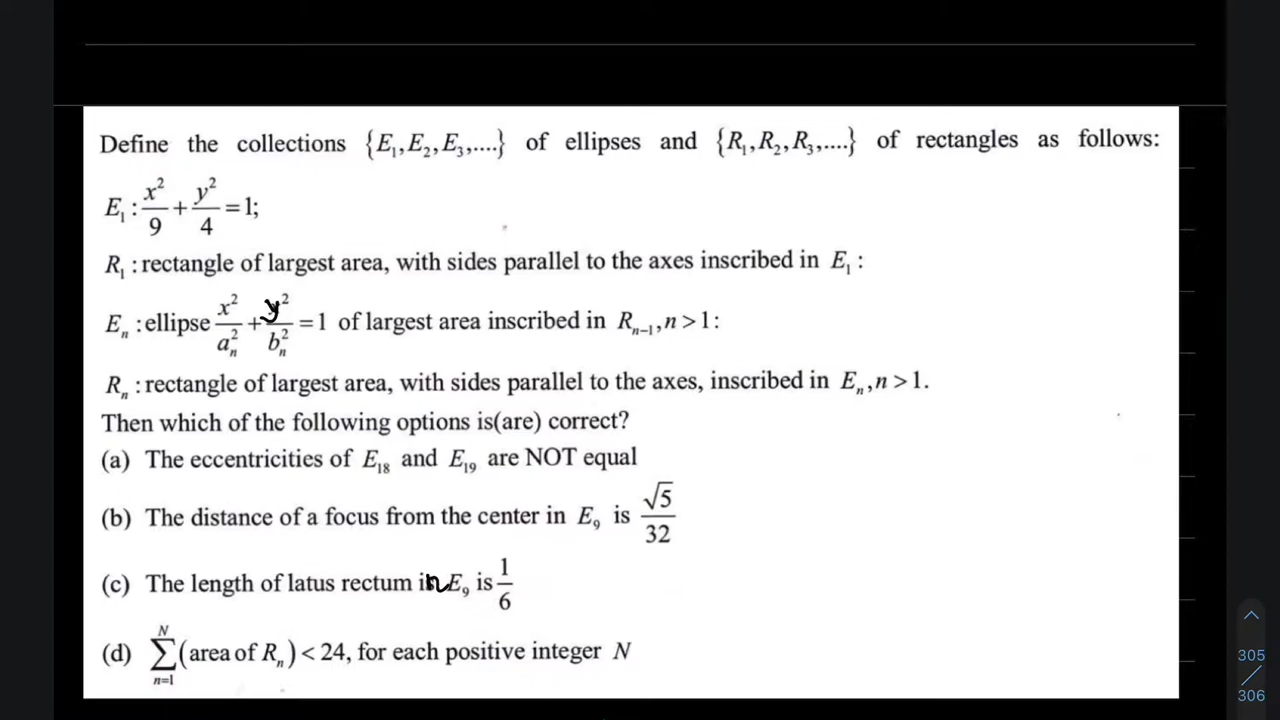 Define the collections {E₁,E₂,E₃,....} of ellipses and {R₁,R₂,R₃,....} of rectangles as follows:
E₁ : x²/9 + y²/4 = 1;
R₁ : rectangle of largest area, with sides parallel to the axes inscribed in E₁ :
Eₙ : ellipse x²/aₙ² + y²/bₙ² = 1 of largest area inscribed in Rₙ₋₁, n > 1 :
Rₙ : rectangle of largest area, with sides parallel to the axes, inscribed in Eₙ, n > 1.
Then which of the following options is(are) correct?
(a) The eccentricities of E₁₈ and E₁₉ are NOT equal
(b) The distance of a focus from the center in E₉ is √5/32
(c) The length of latus rectum in E₉ is 1/6
(d) ∑ₙ₌₁ᴺ (area of Rₙ) < 24, for each positive integer N
305
/
306